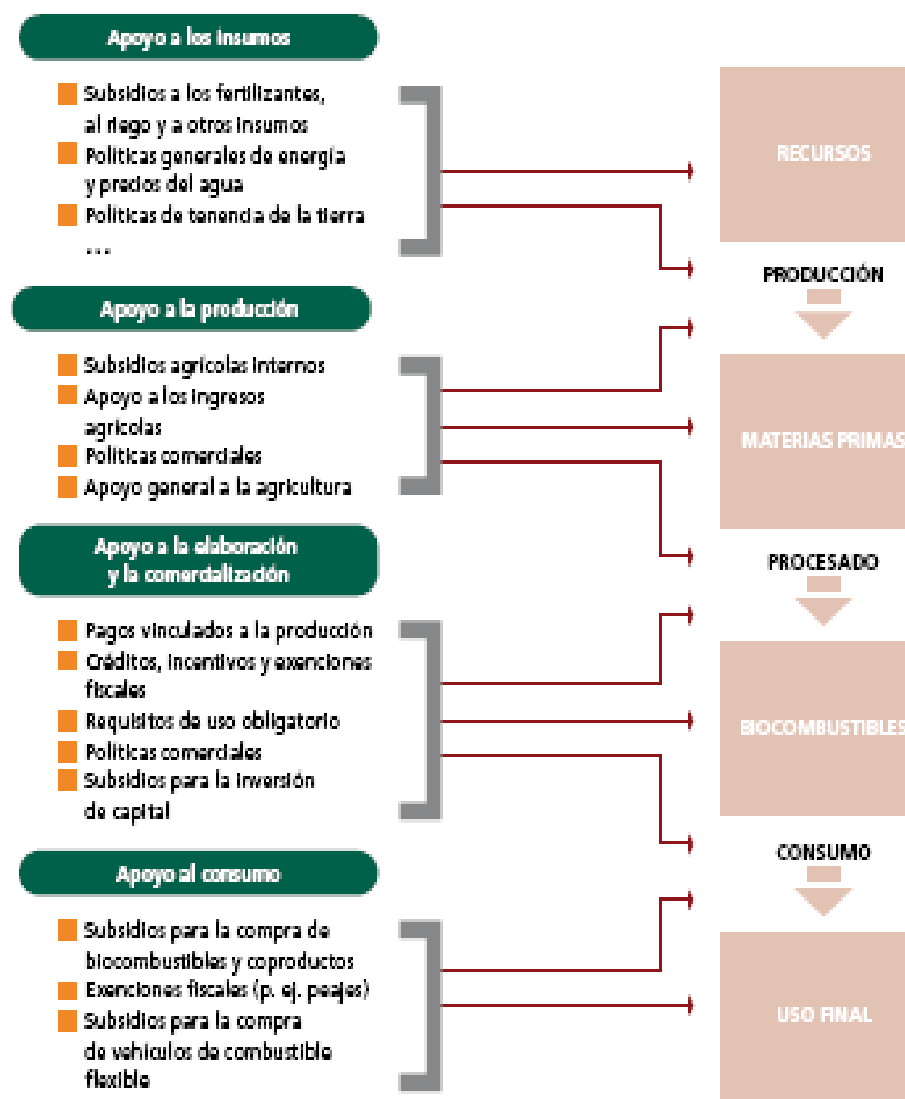 Apoyo a los insumos
Subsidios a los fertilizantes,
al riego y a otros insumos
Políticas generales de energía
y precios del agua
Políticas de tenencia de la tierra
...
RECURSOS
PRODUCCIÓN
Apoyo a la producción
Subsidios agrícolas internos
Apoyo a los ingresos
agrícolas
Políticas comerciales
Apoyo general a la agricultura
MATERIAS PRIMAS
PROCESADO
Apoyo a la elaboración
y la comercialización
Pagos vinculados a la producción
Créditos, incentivos y exenciones
fiscales
Requisitos de uso obligatorio
Políticas comerciales
Subsidios para la inversión
de capital
BIOCOMBUSTIBLES
CONSUMO
Apoyo al consumo
Subsidios para la compra de
biocombustibles y coproductos
Exenciones fiscales (p. ej. peajes)
Subsidios para la compra
de vehículos de combustible
flexible
USO FINAL